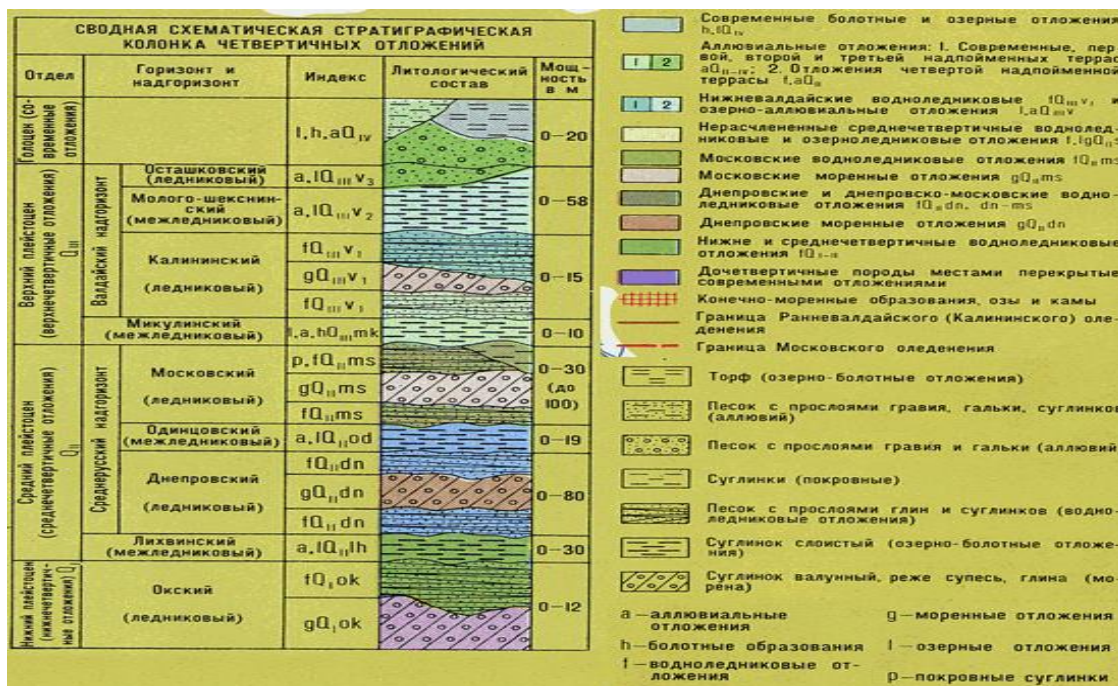 СВОДНАЯ СХЕМАТИЧЕСКАЯ СТРАТИГРАФИЧЕСКАЯ
КОЛОНКА ЧЕТВЕРТИЧНЫХ ОТЛОЖЕНИЙ
Отдел
Горизонт и
надгоризонт
Индекс
Литологический
состав
Мощ-
ность
в м
Голоцен (со-
временные
отложения)
l,h,aQIV
0–20
Верхний плейстоцен
(верхнечетвертичные отложения)
QIII
Валдайский надгоризонт
Осташковский
(ледниковый)
a,lQIIIv3
Молого-шекснин-
ский
(межледниковый)
a,lQIIIv2
0–58
Калининский
(ледниковый)
fQIIIv1
gQIIIv1
fQIIIv1
0–15
Микулинский
(межледниковый)
l,a,hQIIImk
0–10
Средний плейстоцен
(среднечетвертичные отложения)
QII
Среднерусский надгоризонт
Московский
(ледниковый)
p,fQIIms
gQIIms
fQIIms
0–30
(до
100)
Одинцовский
(межледниковый)
a,lQIIod
0–19
Днепровский
(ледниковый)
fQIIdn
gQIIdn
fQIIdn
0–80
Лихвинский
(межледниковый)
a,lQIIlh
0–30
Нижний плейстоцен
(нижнечетвертич-
ные отложения) QI
Окский
(ледниковый)
fQIok
gQIok
0–12
Современные болотные и озерные отложения
h,lQIV
1 2
Аллювиальные отложения: 1. Современные, пер-
вой, второй и третьей надпойменных террас
aQII–IV; 2. Отложения четвертой надпойменной
террасы
1 2
Нижневалдайские водноледниковые fQIIIv1 и
озерно-аллювиальные отложения l,aQIIIv
Нерасчлененные среднечетвертичные водно­лед-
никовые и озерноледниковые отложения f,lgQIIs
Московские водноледниковые отложения fQIIms
Московские моренные отложения gQIIms
Днепровские и днепровско-московские водно-
ледниковые отложения fQIIdn, dn-ms
Днепровские моренные отложения gQIIdn
Нижне и среднечетвертичные водноледниковые
отложения fQI–II
Дочетвертичные породы местами перекрытые
современными отложениями
Конечно-моренные образования, озы и камы
Граница Ранневалдайского (Калининского) оле-
денения
Граница Московского оледенения
Торф (озерно-болотные отложения)
Песок с прослоями гравия, гальки, суглинков
(аллювий)
Песок с прослоями гравия и гальки (аллювий
Суглинки (покровные)
Песок с прослоями глин и суглинков (водно-
ледниковые отложения)
Суглинок слоистый (озерно-болотные отложе-
ния)
Суглинок валунный, реже супесь, глина (мо-
рена)
a – аллювиальные
отложения
h – болотные образования
f – водноледниковые от-
ложения
g – моренные отложения
l – озерные отложения
p – покровные суглинки